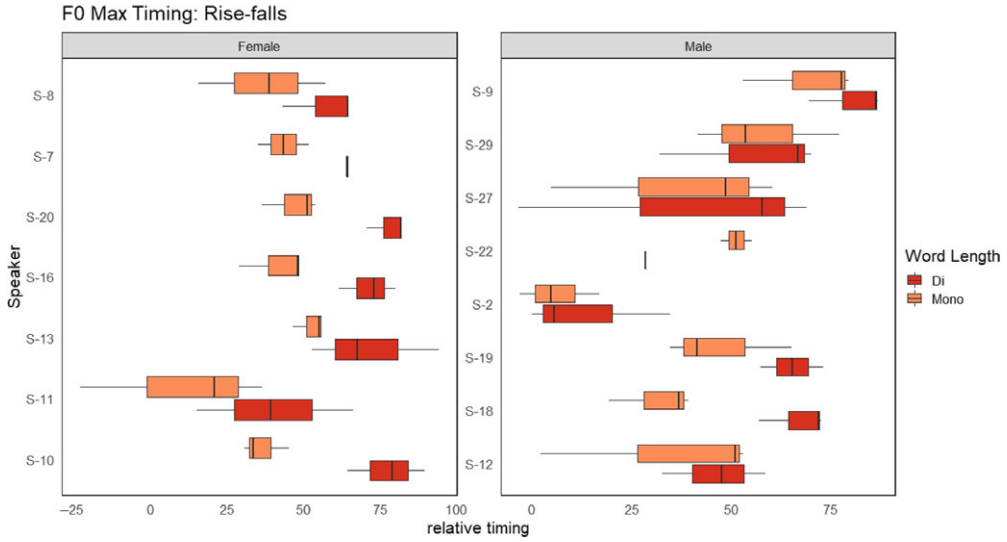 F0 Max Timing: Rise-falls
Female
Male
Speaker
S-8
S-7
S-20
S-16
S-13
S-11
S-10
S-9
S-29
S-27
S-22
S-2
S-19
S-18
S-12
−25 0 25 50 75 100
0 25 50 75
relative timing
Word Length
Di
Mono